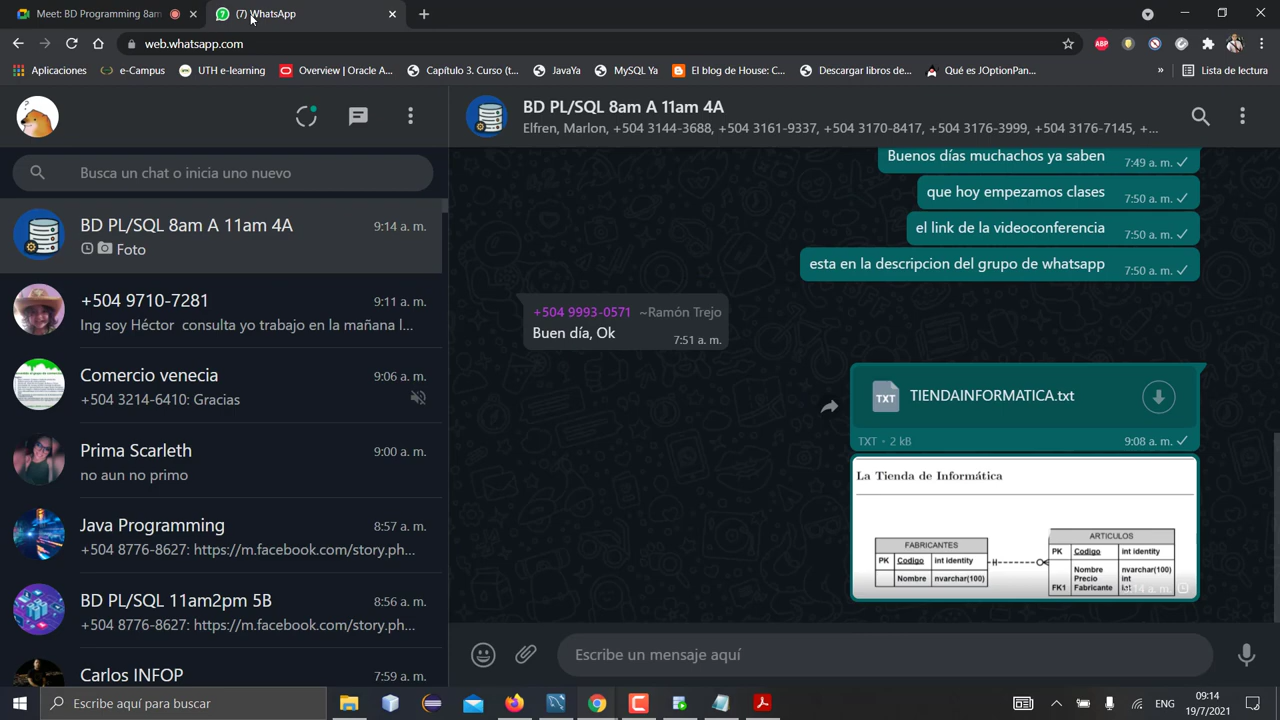 Meet: BD Programming 8am
(7) WhatsApp
web.whatsapp.com
ABP
Aplicaciones
e-Campus
UTH e-learning
Overview | Oracle A...
Capítulo 3. Curso (t...
JavaYa
MySQL Ya
El blog de House: C...
Descargar libros de...
Qué es JOptionPan...
»
Lista de lectura
BD PL/SQL 8am A 11am 4A
Elfren, Marlon, +504 3144-3688, +504 3161-9337, +504 3170-8417, +504 3176-3999, +504 3176-7145, +...
Busca un chat o inicia uno nuevo
BD PL/SQL 8am A 11am 4A
9:14 a. m.
Foto
+504 9710-7281
9:11 a. m.
Ing soy Héctor consulta yo trabajo en la mañana l...
Comercio venecia
9:06 a. m.
+504 3214-6410: Gracias
Prima Scarleth
9:00 a. m.
no aun no primo
Java Programming
8:57 a. m.
+504 8776-8627: https://m.facebook.com/story.ph...
BD PL/SQL 11am2pm 5B
8:56 a. m.
+504 8776-8627: https://m.facebook.com/story.ph...
Carlos INFOP
7:59 a. m.
Buenos días muchachos ya saben
7:49 a. m.
que hoy empezamos clases
7:50 a. m.
el link de la videoconferencia
7:50 a. m.
esta en la descripcion del grupo de whatsapp
7:50 a. m.
+504 9993-0571 ~Ramón Trejo
Buen día, Ok
7:51 a. m.
TXT
TIENDAINFORMATICA.txt
TXT • 2 kB
9:08 a. m.
La Tienda de Informática
FABRICANTES
PK Codigo int identity
Nombre nvarchar(100)
ARTICULOS
PK Codigo int identity
Nombre nvarchar(100)
Precio int
FK1 Fabricante
Escribe un mensaje aquí
Escribe aquí para buscar
ENG
09:14
19/7/2021